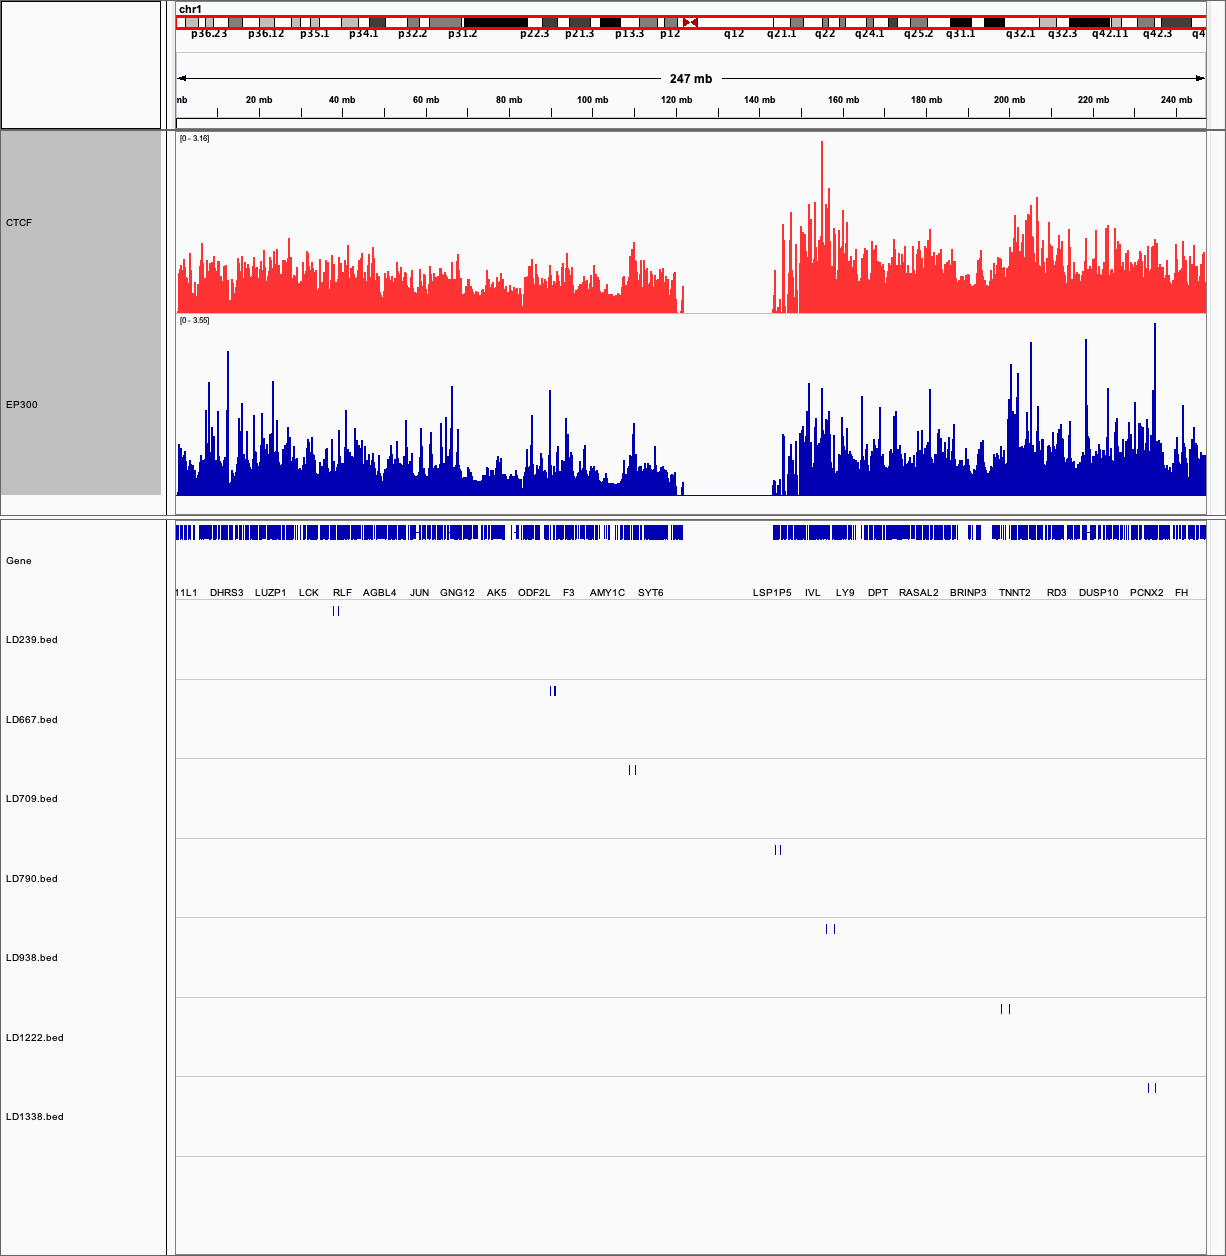 chr1
p36.23 p36.12 p35.1 p34.1 p32.2 p31.2 p22.3 p21.3 p13.3 p12 q12 q21.1 q22 q24.1 q25.2 q31.1 q32.1 q32.3 q42.11 q42.3 q4
247 mb
mb 20 mb 40 mb 60 mb 80 mb 100 mb 120 mb 140 mb 160 mb 180 mb 200 mb 220 mb 240 mb
[0 - 3.16]
CTCF
[0 - 3.55]
EP300
Gene
11L1 DHRS3 LUZP1 LCK RLF AGBL4 JUN GNG12 AK5 ODF2L F3 AMY1C SYT6 LSP1P5 IVL LY9 DPT RASAL2 BRINP3 TNNT2 RD3 DUSP10 PCNX2 FH
LD239.bed
LD667.bed
LD709.bed
LD790.bed
LD938.bed
LD1222.bed
LD1338.bed